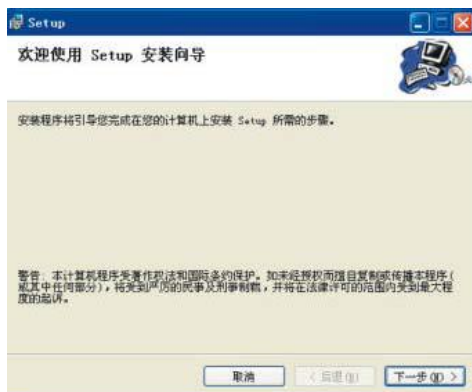 Setup
欢迎使用 Setup 安装向导
安装程序将引导您完成在您的计算机上安装 Setup 所需的步骤。
警告: 本计算机程序受著作权法和国际条约保护。如未经授权而擅自复制或传播本程序(
或其中任何部分),将受到严厉的民事及刑事制裁,并将在法律许可的范围内受到最大程
度的起诉。
取消
< 后退(B)
下一步(N) >